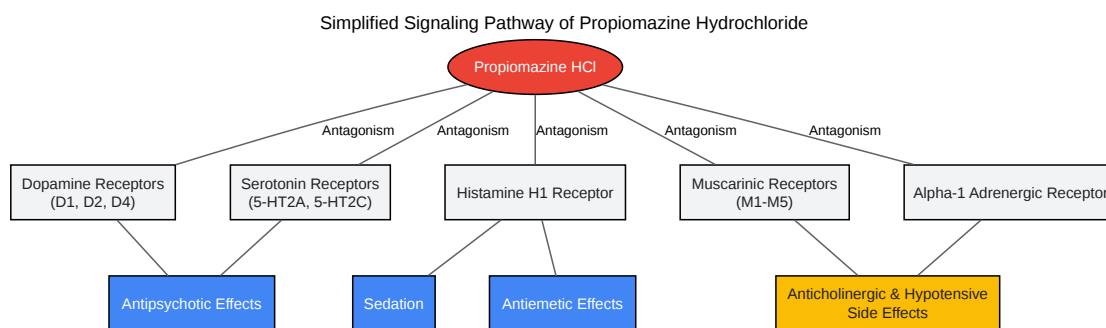 Simplified Signaling Pathway of Propiomazine Hydrochloride
Propiomazine HCl
Antagonism
Antagonism
Antagonism
Antagonism
Antagonism
Dopamine Receptors
(D1, D2, D4)
Serotonin Receptors
(5-HT2A, 5-HT2C)
Histamine H1 Receptor
Muscarinic Receptors
(M1-M5)
Alpha-1 Adrenergic Receptor
Antipsychotic Effects
Sedation
Antiemetic Effects
Anticholinergic & Hypotensive
Side Effects